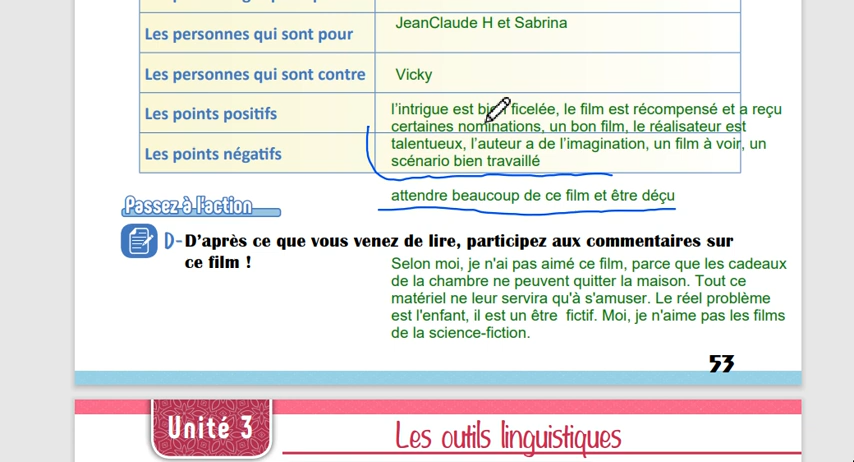 Les personnes qui sont pour
JeanClaude H et Sabrina
Les personnes qui sont contre
Vicky
Les points positifs
l'intrigue est bien ficelée, le film est récompensé et a reçu
certaines nominations, un bon film, le réalisateur est
talentueux, l'auteur a de l'imagination, un film à voir, un
scénario bien travaillé
Les points négatifs
attendre beaucoup de ce film et être déçu
Passez à l'action
D- D'après ce que vous venez de lire, participez aux commentaires sur
ce film !
Selon moi, je n'ai pas aimé ce film, parce que les cadeaux
de la chambre ne peuvent quitter la maison. Tout ce
matériel ne leur servira qu'à s'amuser. Le réel problème
est l'enfant, il est un être fictif. Moi, je n'aime pas les films
de la science-fiction.
53
Unité 3
Les outils linguistiques